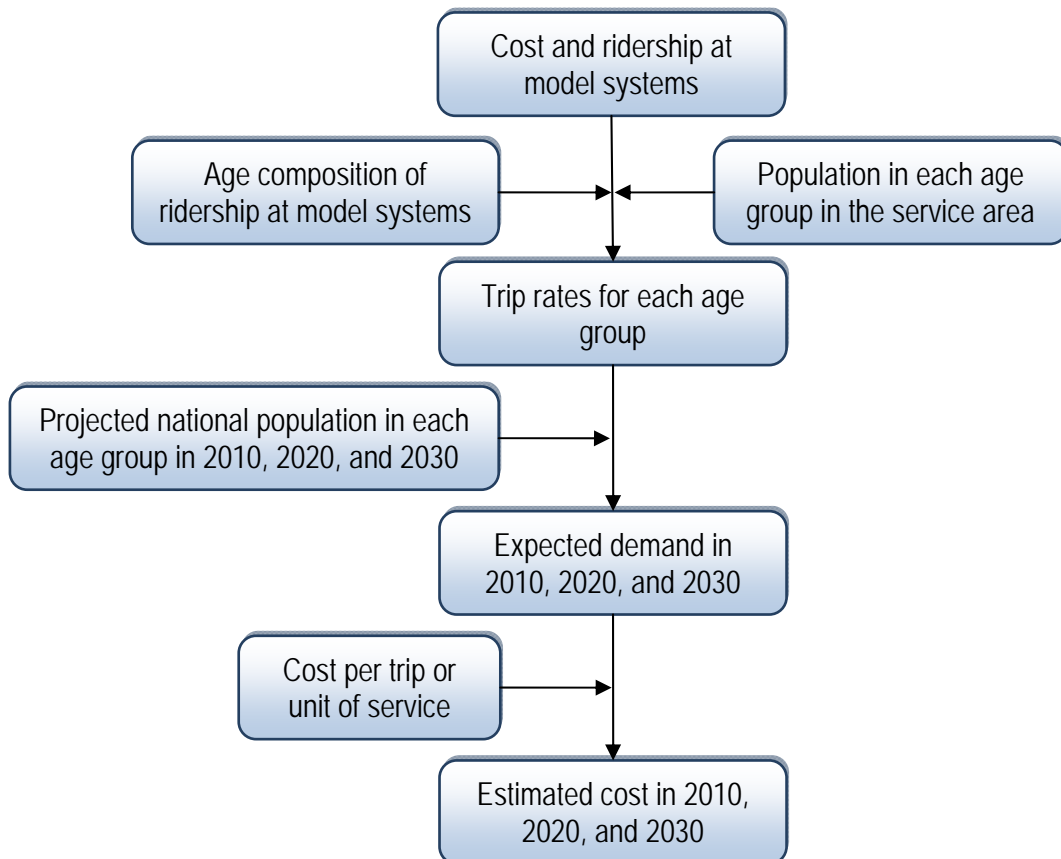 Cost and ridership at
model systems
Age composition of
ridership at model systems
Population in each age
group in the service area
Trip rates for each age
group
Projected national population in each
age group in 2010, 2020, and 2030
Expected demand in
2010, 2020, and 2030
Cost per trip or
unit of service
Estimated cost in 2010,
2020, and 2030